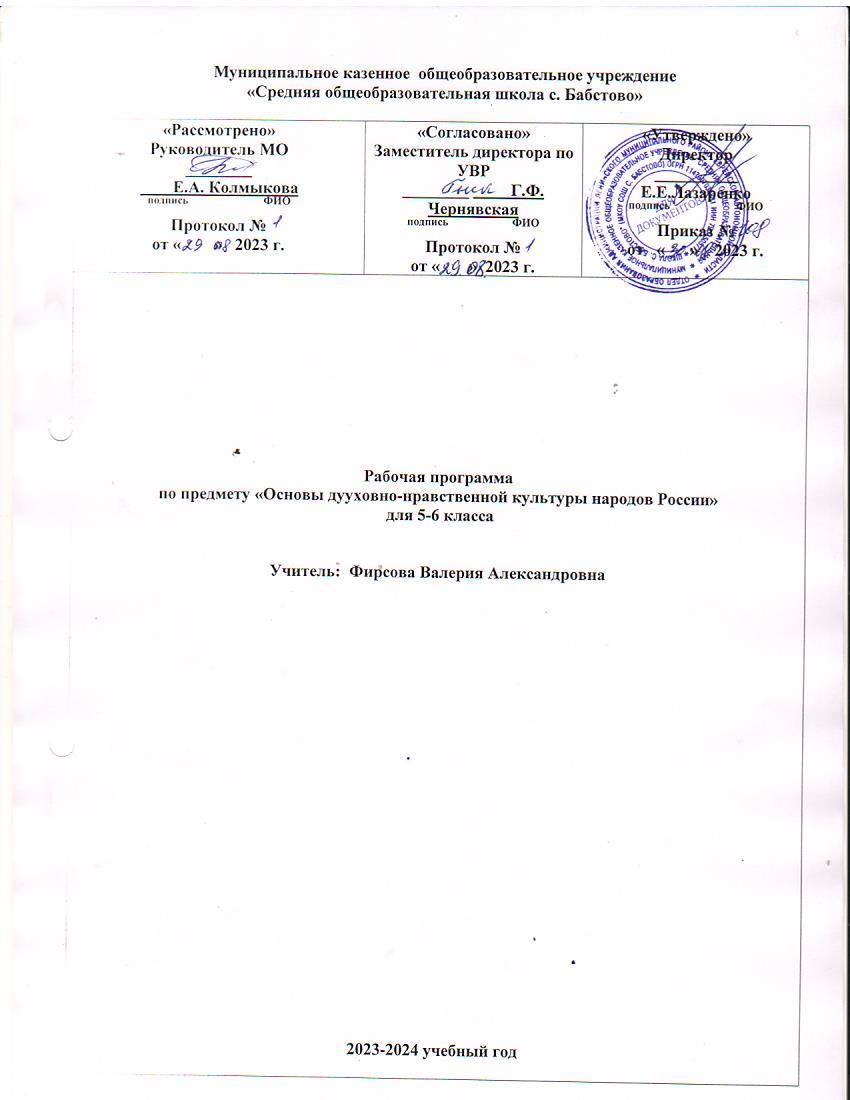 Муниципальное казенное общеобразовательное учреждение
«Средняя общеобразовательная школа с. Бабстово»
«Рассмотрено»
Руководитель МО
Е.А. Колмыкова
подпись ФИО
Протокол № 1
от «29 08 2023 г.
«Согласовано»
Заместитель директора по
УВР
Г.Ф.
Чернявская
подпись ФИО
Протокол № 1
от «29 08 2023 г.
«Утверждено»
Директор
Е.Е.Лазаренко
подпись ФИО
Приказ №
от « 2023 г.
ДОКУМЕНТОВ
Рабочая программа
по предмету «Основы дууховно-нравственной культуры народов России»
для 5-6 класса
Учитель: Фирсова Валерия Александровна
2023-2024 учебный год